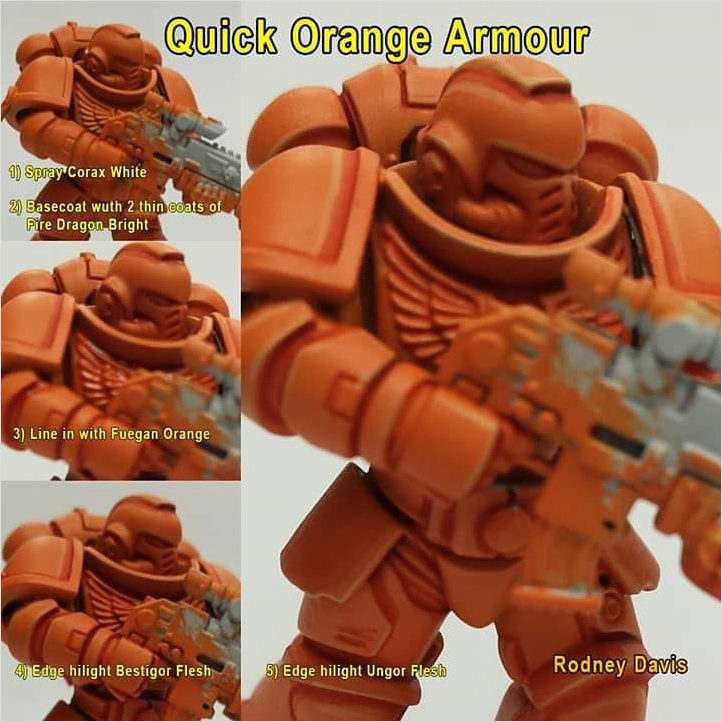 Quick Orange Armour
1) Spray Corax White
2) Basecoat wuth 2 thin coats of
Fire Dragon Bright
3) Line in with Fuegan Orange
4) Edge hilight Bestigor Flesh
5) Edge hilight Ungor Flesh
Rodney Davis